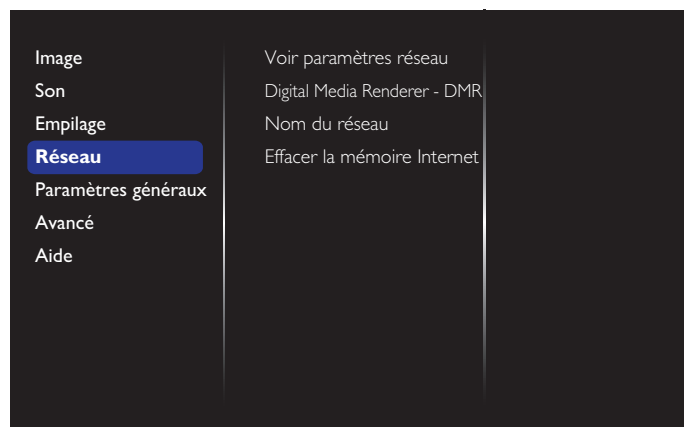 Image
Son
Empilage
Réseau
Paramètres généraux
Avancé
Aide
Voir paramètres réseau
Digital Media Renderer - DMR
Nom du réseau
Effacer la mémoire Internet